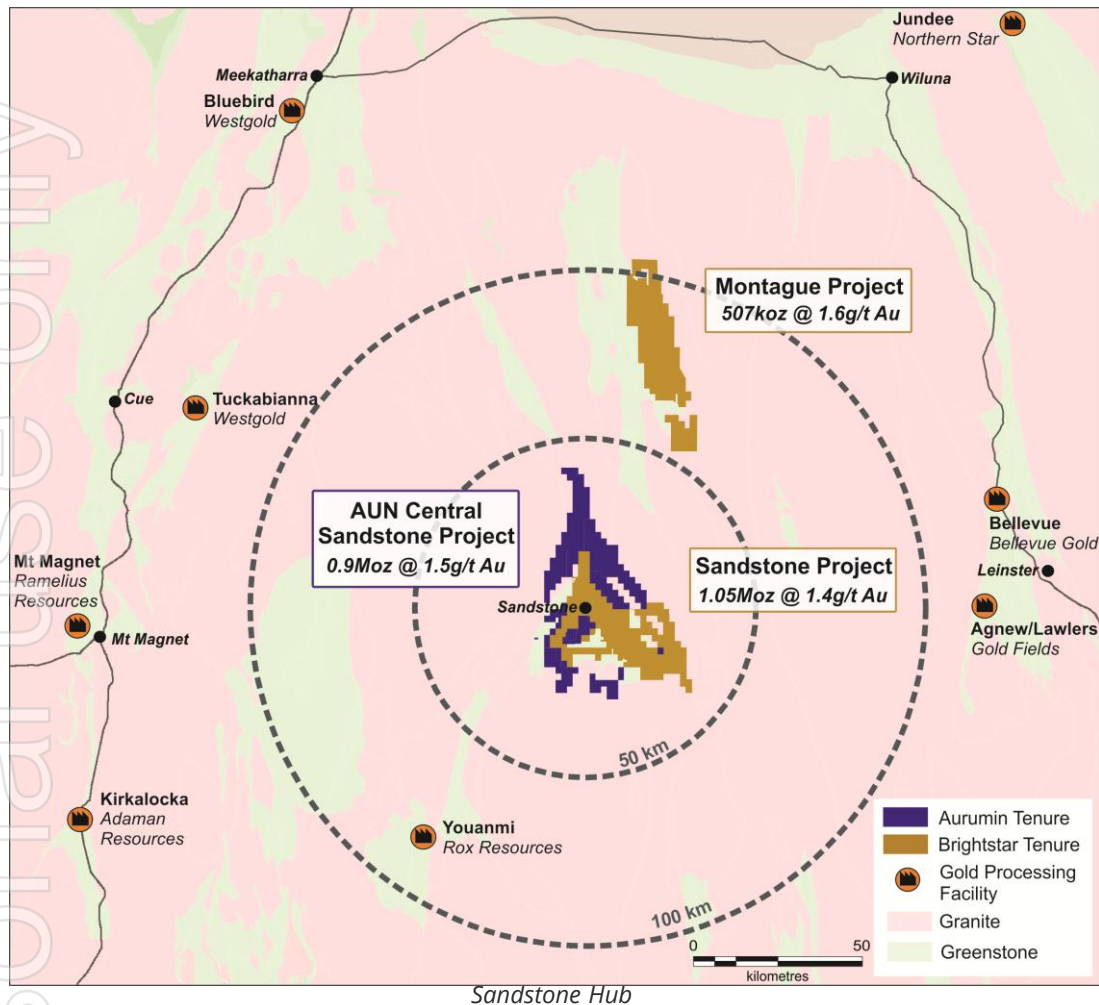 Jundee
Northern Star
Meekatharra
Wiluna
Bluebird
Westgold
Montague Project
507koz @ 1.6g/t Au
Cue
Tuckabianna
Westgold
AUN Central
Sandstone Project
0.9Moz @ 1.5g/t Au
Bellevue
Bellevue Gold
Leinster
Sandstone Project
1.05Moz @ 1.4g/t Au
Mt Magnet
Ramelius
Resources
Sandstone
Mt Magnet
Agnew/Lawlers
Gold Fields
50 km
Kirkalocka
Adaman
Resources
Youanmi
Rox Resources
100 km
Aurumin Tenure
Brightstar Tenure
Gold Processing
Facility
Granite
Greenstone
0 50
kilometres
Sandstone Hub
sonal use only